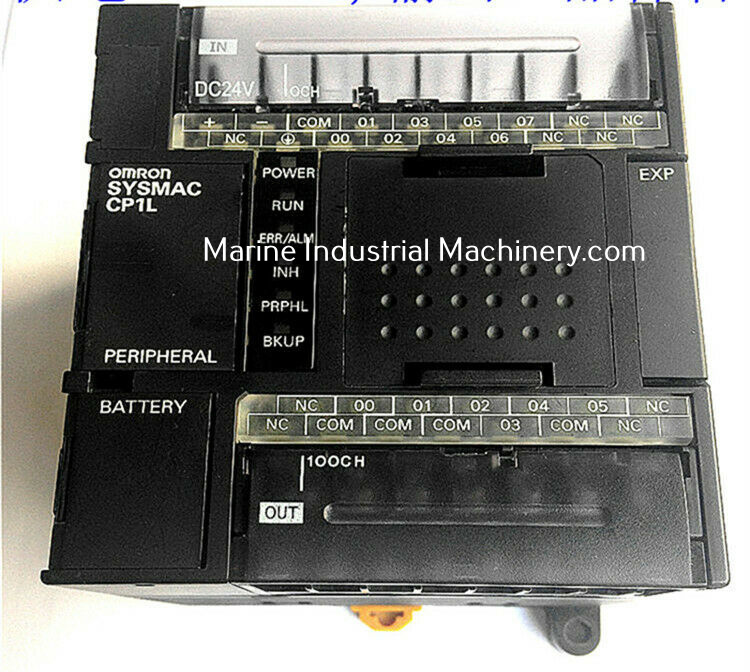 IN
DC24V 0CH
+ − COM 01 03 05 07 NC NC
NC 00 02 04 06 NC NC
omron
SYSMAC
CP1L
POWER
RUN
ERR/ALM
INH
PRPHL
BKUP
EXP
Marine Industrial Machinery.com
PERIPHERAL
BATTERY
NC 00 01 02 04 05 NC
NC COM COM COM 03 COM NC
100CH
OUT